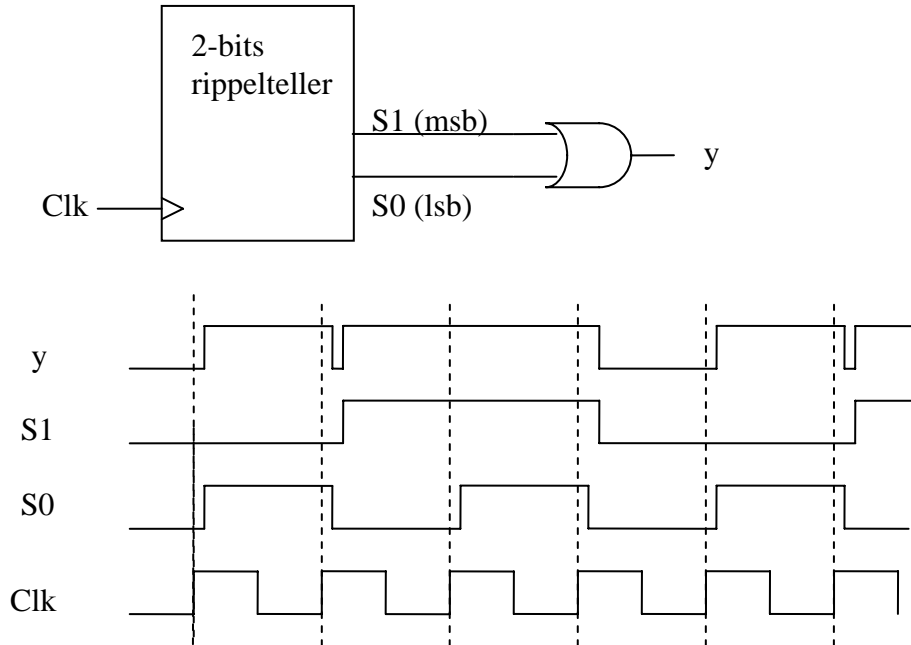 2-bits
rippelteller
S1 (msb)
y
Clk
S0 (lsb)
y
S1
S0
Clk